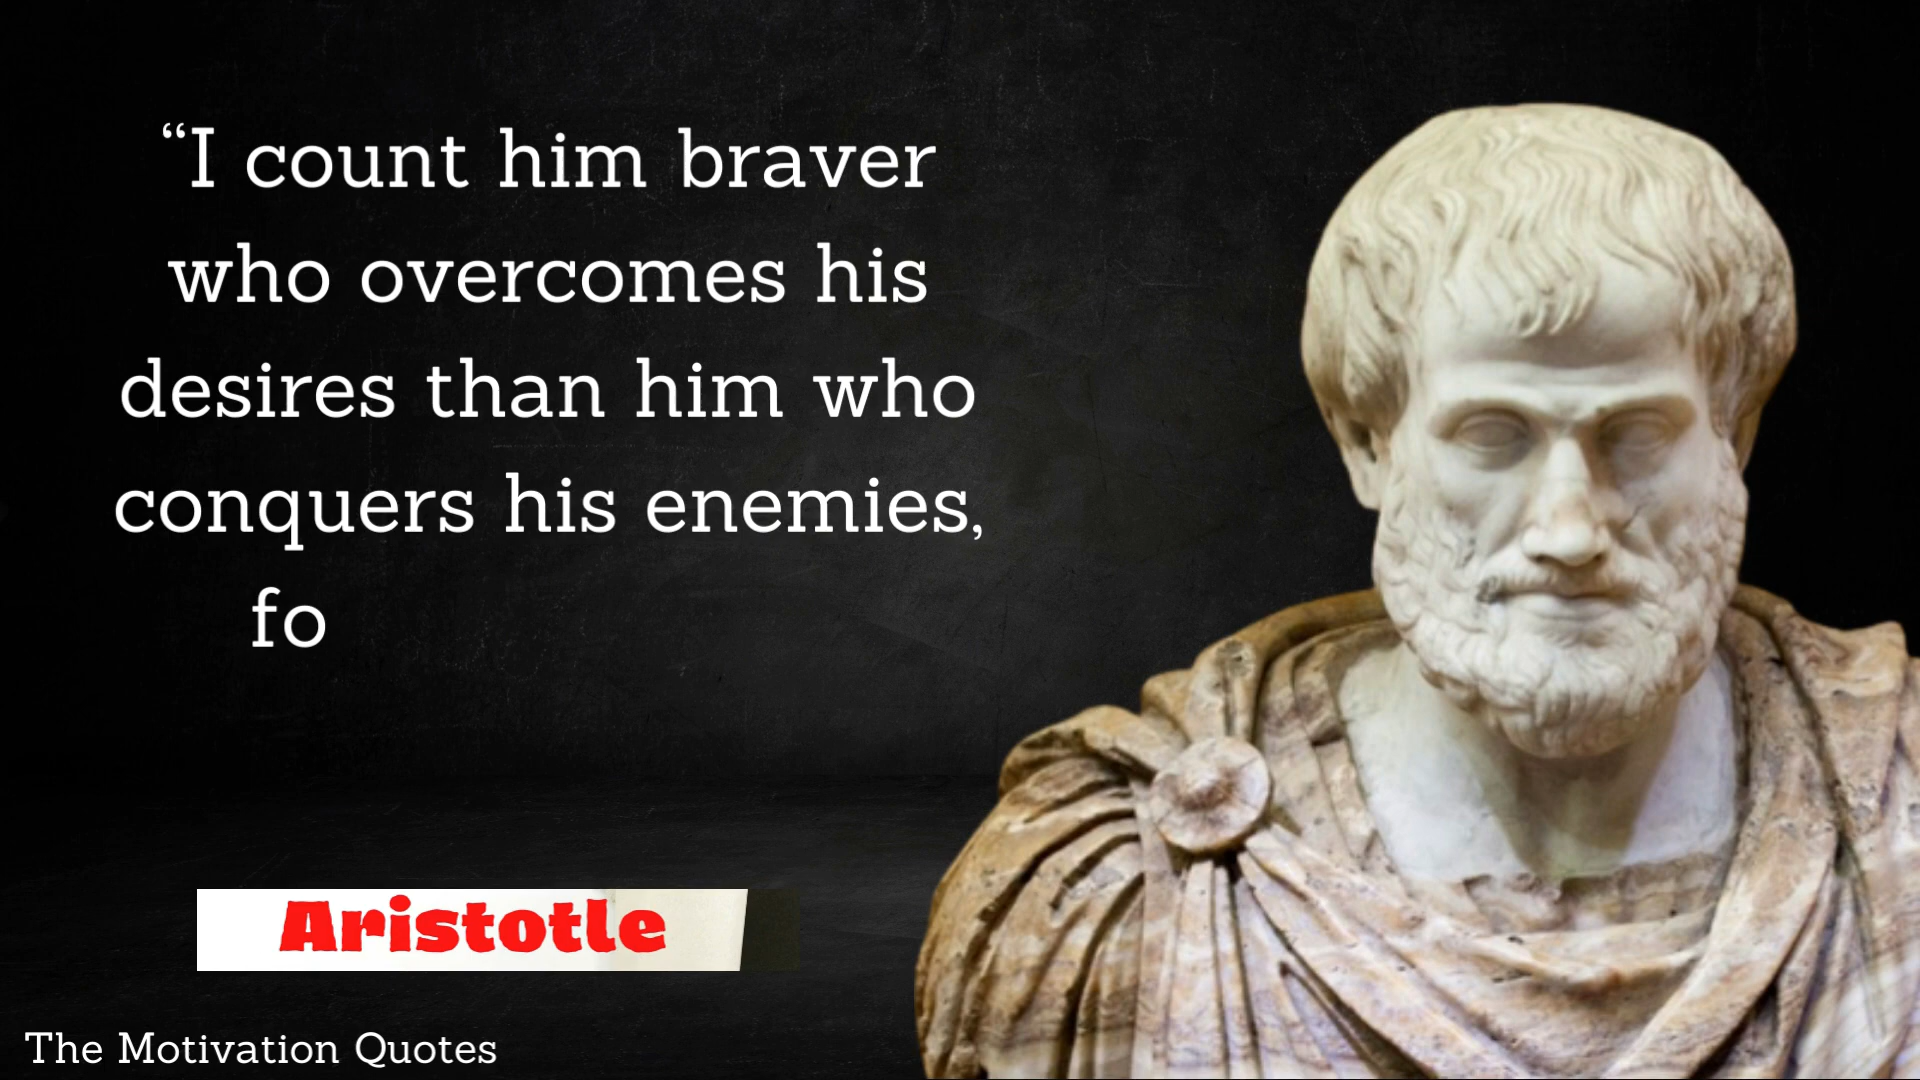 “I count him braver
who overcomes his
desires than him who
conquers his enemies,
fo
Aristotle
The Motivation Quotes